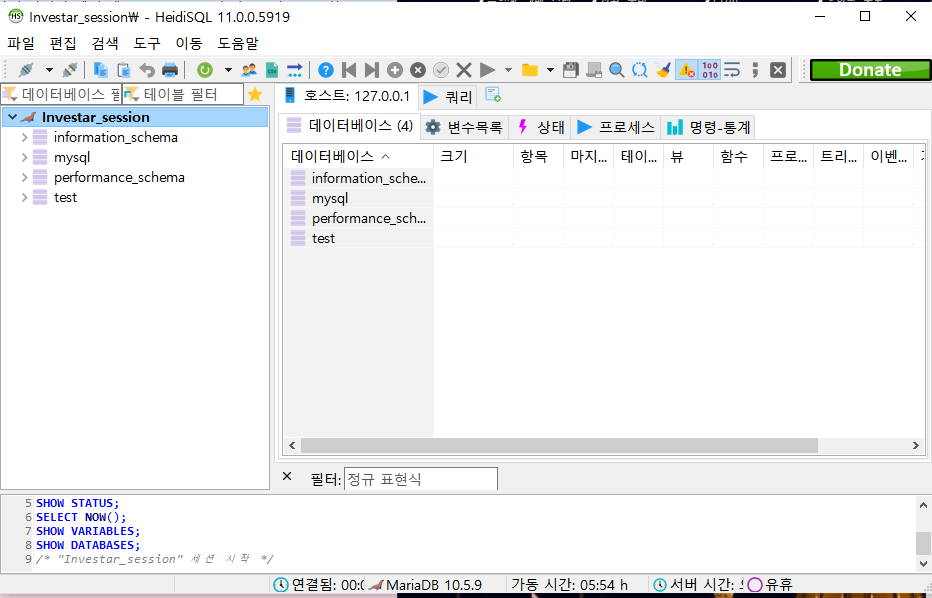 Investar_session₩ - HeidiSQL 11.0.0.5919
파일 편집 검색 도구 이동 도움말
Donate
데이터베이스 필 테이블 필터
호스트: 127.0.0.1 쿼리
Investar_session
information_schema
mysql
performance_schema
test
데이터베이스 (4) 변수목록 상태 프로세스 명령-통계
데이터베이스 크기 항목 마지... 테이... 뷰 함수 프로... 트리... 이벤...
information_sche...
mysql
performance_sch...
test
필터: 정규 표현식
5 SHOW STATUS;
6 SELECT NOW();
7 SHOW VARIABLES;
8 SHOW DATABASES;
9 /* "Investar_session" 세션 시작 */
연결됨: 00:0 MariaDB 10.5.9 가동 시간: 05:54 h 서버 시간: 유휴